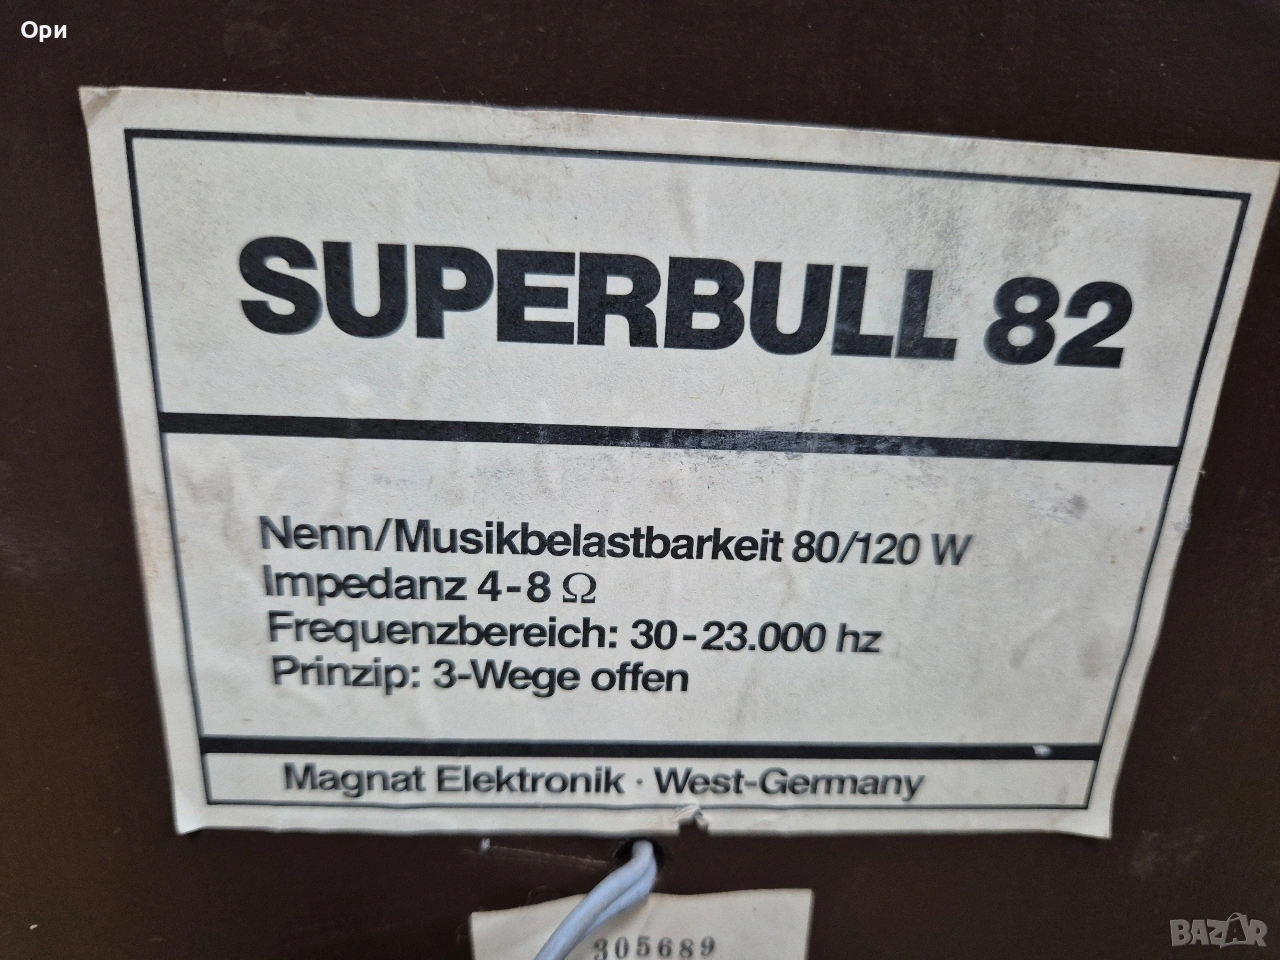 Ори
SUPERBULL 82
Nenn/Musikbelastbarkeit 80/120 W
Impedanz 4-8 Ω
Frequenzbereich: 30-23.000 hz
Prinzip: 3-Wege offen
Magnat Elektronik · West-Germany
305689
BAZAR